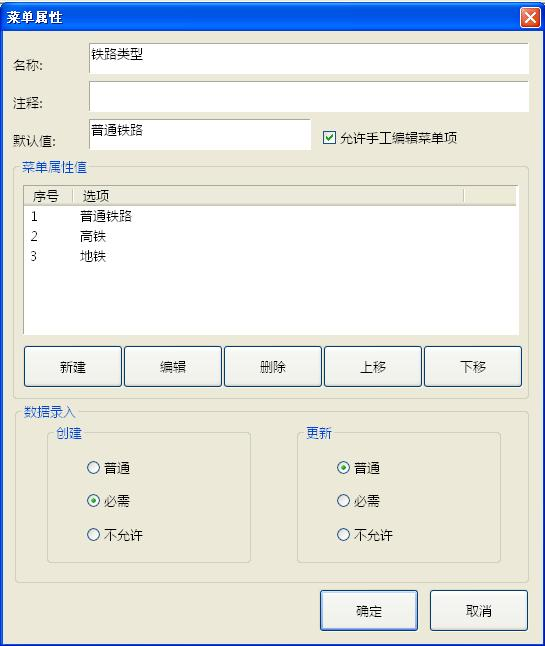 菜单属性
名称: 铁路类型
注释:
默认值: 普通铁路 允许手工编辑菜单项
菜单属性值
序号 选项
1 普通铁路
2 高铁
3 地铁
新建 编辑 删除 上移 下移
数据录入
创建 更新
普通 普通
必需 必需
不允许 不允许
确定 取消